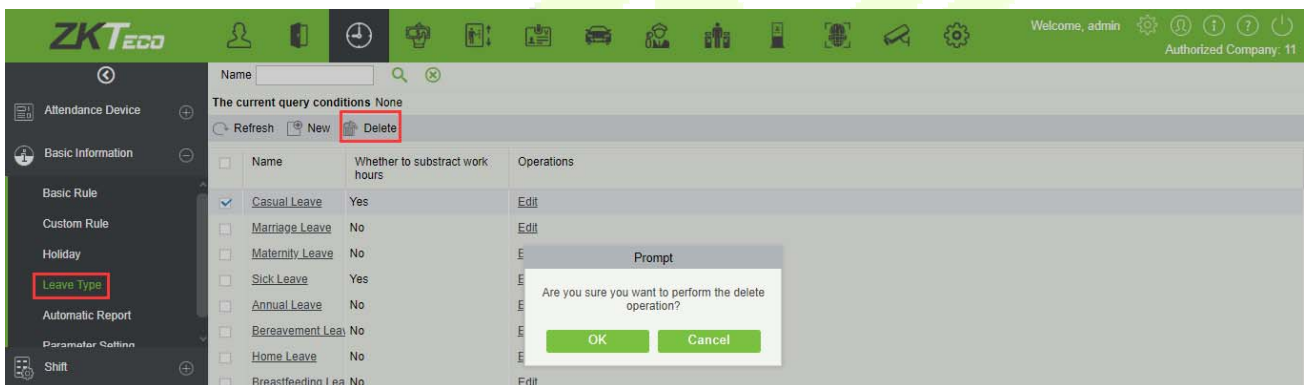 ZKTECO
Welcome, admin
Authorized Company: 11
Name
Attendance Device
The current query conditions None
Refresh New Delete
Basic Information
Name Whether to substract work hours Operations
Basic Rule
Casual Leave Yes Edit
Custom Rule
Marriage Leave No Edit
Holiday
Maternity Leave No E
Prompt
Leave Type
Sick Leave Yes E
Are you sure you want to perform the delete
operation?
Annual Leave No E
Automatic Report
Bereavement Leav No E
OK Cancel
Parameter Setting
Home Leave No E
Shift
Breastfeeding Lea No Edit